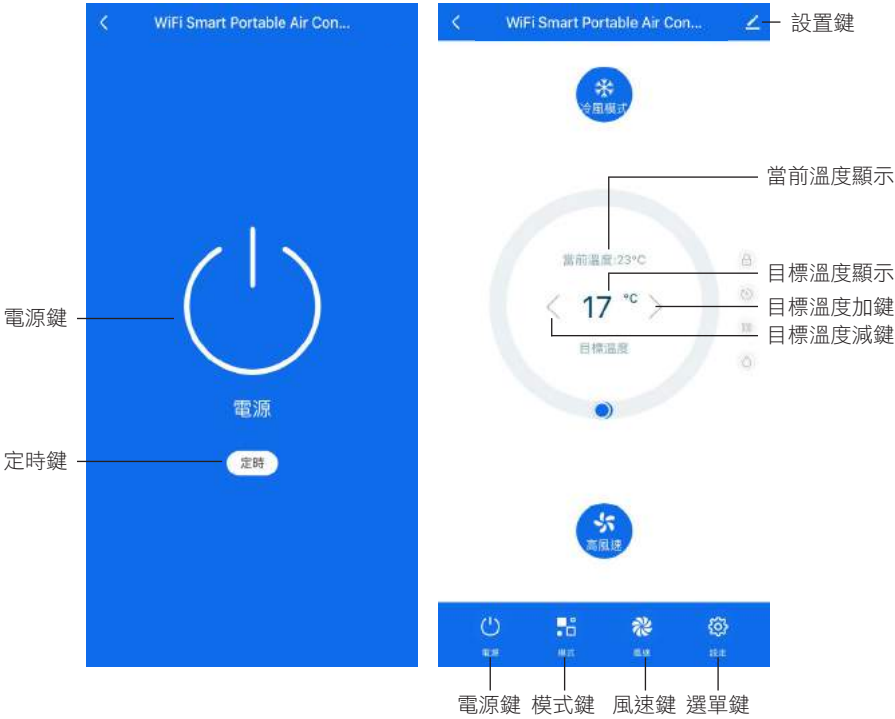 WiFi Smart Portable Air Con...
電源鍵
電源
定時鍵
定時
WiFi Smart Portable Air Con...
設置鍵
冷風模式
當前溫度顯示
當前溫度:23°C
目標溫度顯示
17 °C
目標溫度加鍵
目標溫度減鍵
目標溫度
高風速
電源 模式 風速 設定
電源鍵 模式鍵 風速鍵 選單鍵